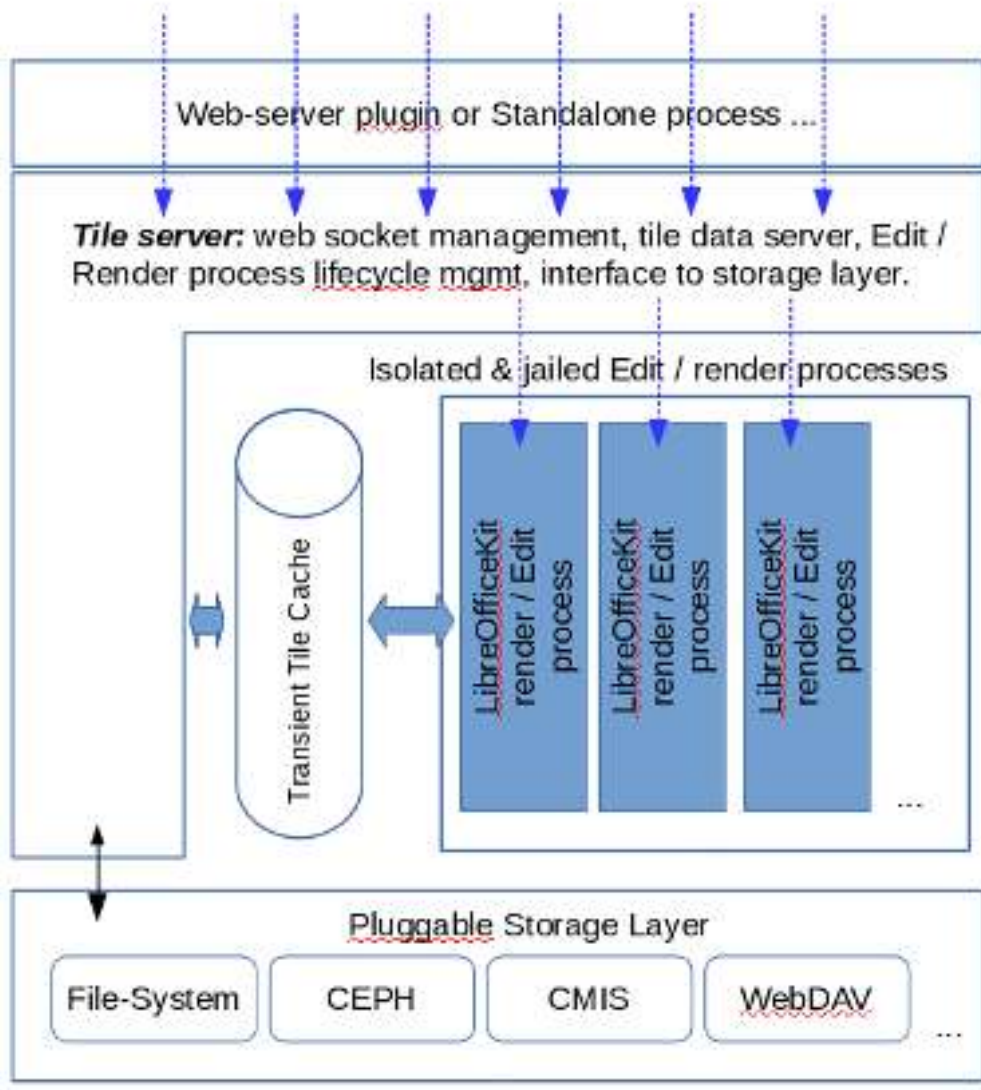 Web-server plugin or Standalone process ...
Tile server: web socket management, tile data server, Edit /
Render process lifecycle mgmt, interface to storage layer.
Isolated & jailed Edit / render processes
Transient Tile Cache
LibreOfficeKit
render / Edit
process
LibreOfficeKit
render / Edit
process
LibreOfficeKit
render / Edit
process
...
Pluggable Storage Layer
File-System
CEPH
CMIS
WebDAV
...